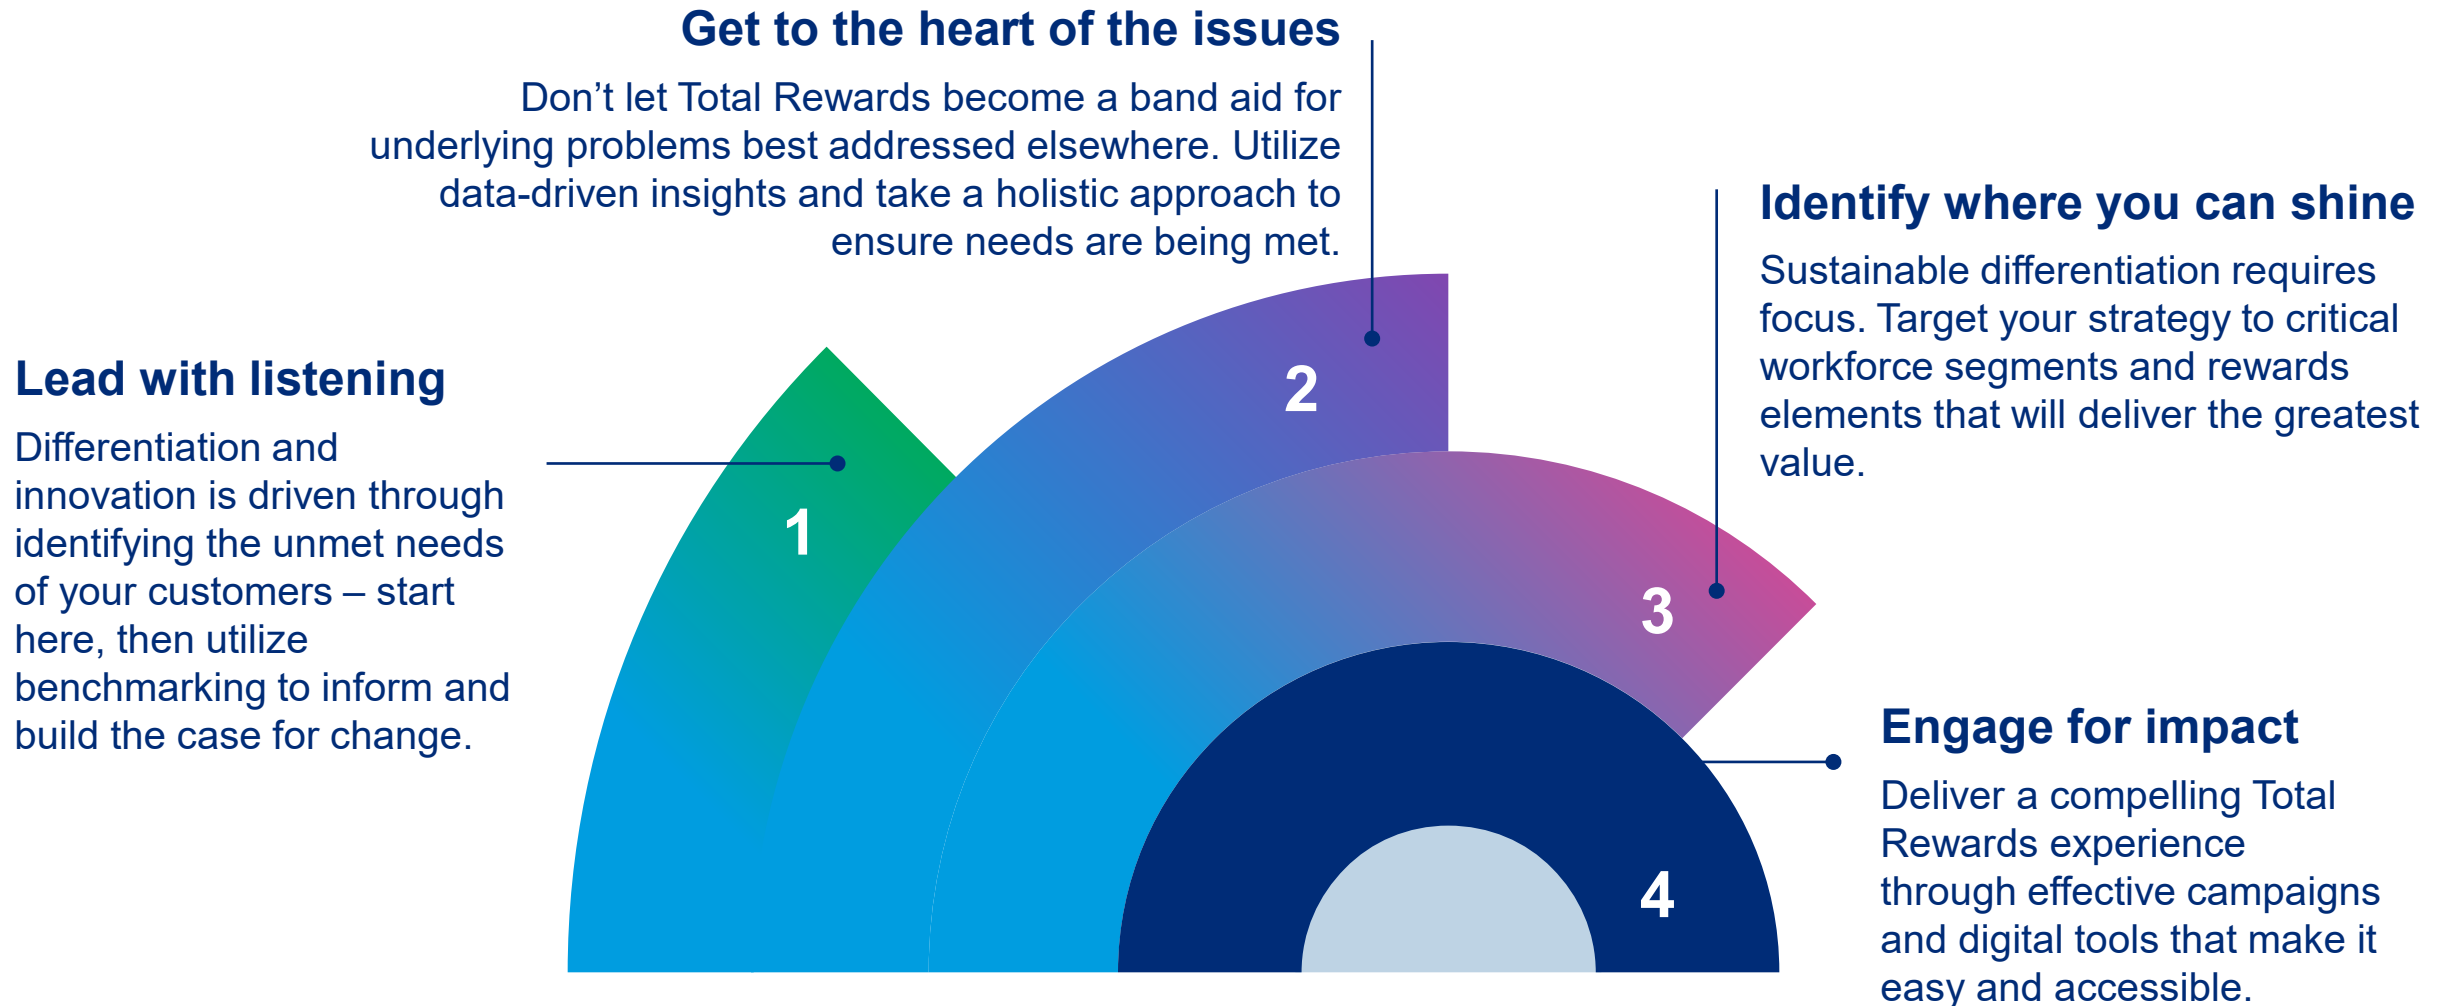 Lead with listening
Differentiation and
innovation is driven through
identifying the unmet needs
of your customers – start
here, then utilize
benchmarking to inform and
build the case for change.
1
Get to the heart of the issues
Don’t let Total Rewards become a band aid for
underlying problems best addressed elsewhere. Utilize
data-driven insights and take a holistic approach to
ensure needs are being met.
2
Identify where you can shine
Sustainable differentiation requires
focus. Target your strategy to critical
workforce segments and rewards
elements that will deliver the greatest
value.
3
Engage for impact
Deliver a compelling Total
Rewards experience
through effective campaigns
and digital tools that make it
easy and accessible.
4